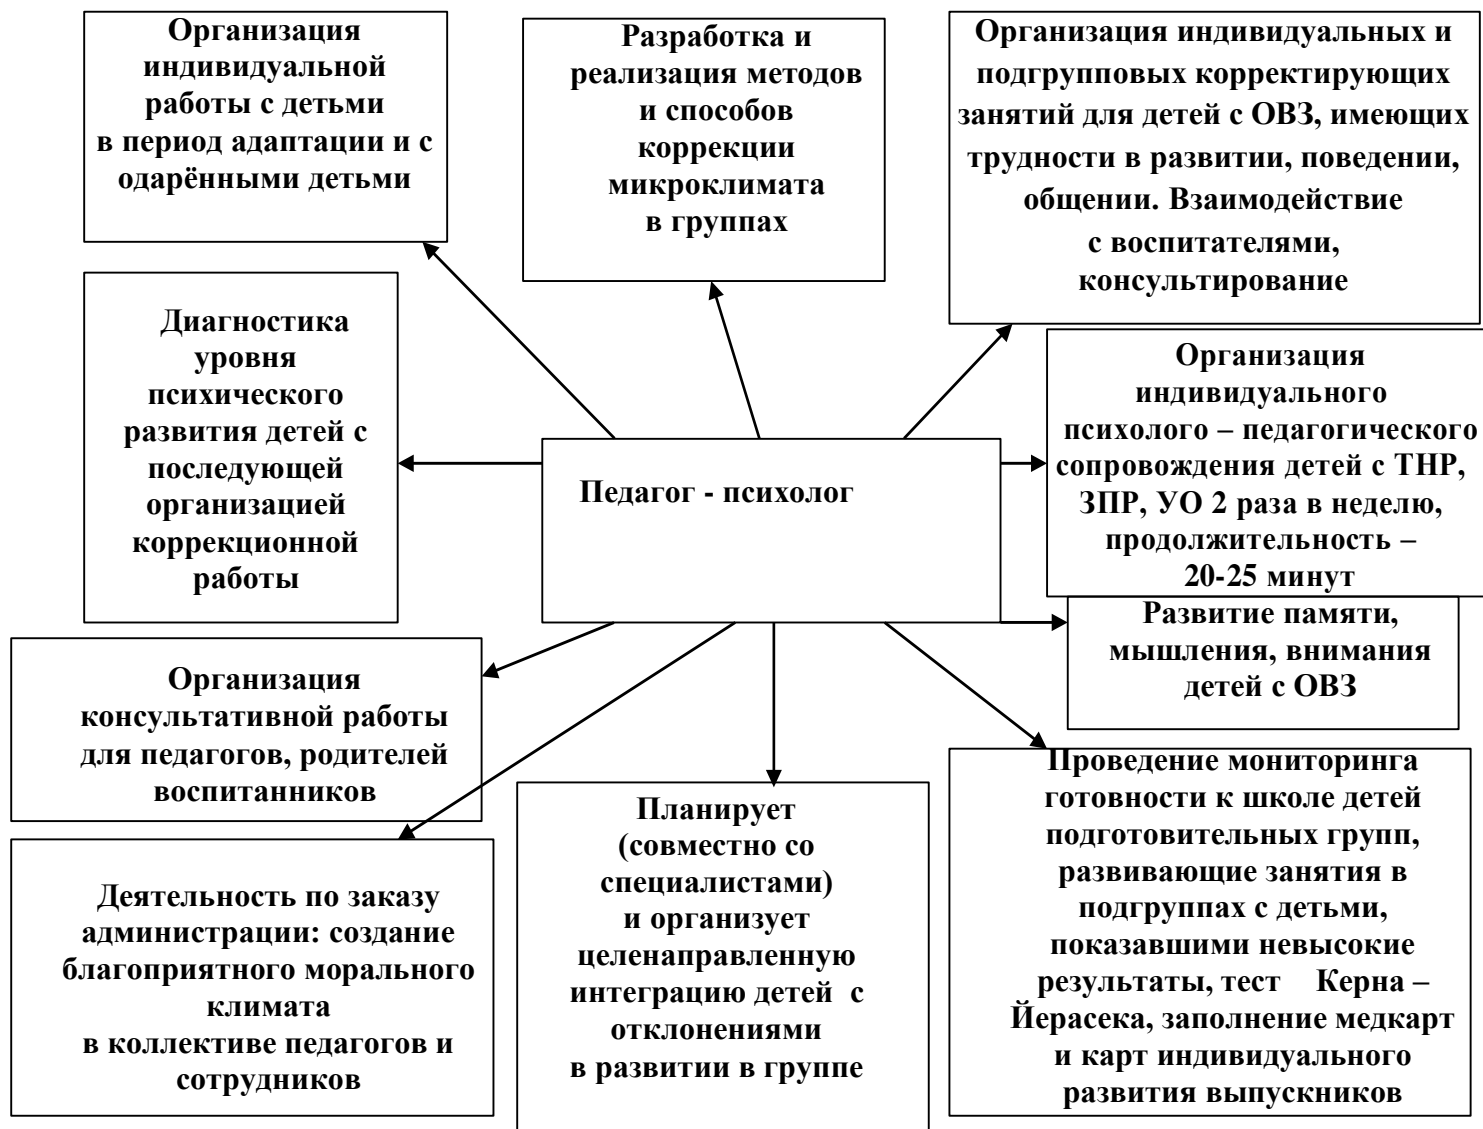 Организация
индивидуальной
работы с детьми
в период адаптации и с
одарёнными детьми
Разработка и
реализация методов
и способов
коррекции
микроклимата
в группах
Организация индивидуальных и
подгрупповых корректирующих
занятий для детей с ОВЗ, имеющих
трудности в развитии, поведении,
общении. Взаимодействие
с воспитателями,
консультирование
Диагностика
уровня
психического
развития детей с
последующей
организацией
коррекционной
работы
Педагог - психолог
Организация
индивидуального
психолого – педагогического
сопровождения детей с ТНР,
ЗПР, УО 2 раза в неделю,
продолжительность –
20-25 минут
Развитие памяти,
мышления, внимания
детей с ОВЗ
Организация
консультативной работы
для педагогов, родителей
воспитанников
Деятельность по заказу
администрации: создание
благоприятного морального
климата
в коллективе педагогов и
сотрудников
Планирует
(совместно со
специалистами)
и организует
целенаправленную
интеграцию детей с
отклонениями
в развитии в группе
Проведение мониторинга
готовности к школе детей
подготовительных групп,
развивающие занятия в
подгруппах с детьми,
показавшими невысокие
результаты, тест Керна –
Йерасека, заполнение медкарт
и карт индивидуального
развития выпускников